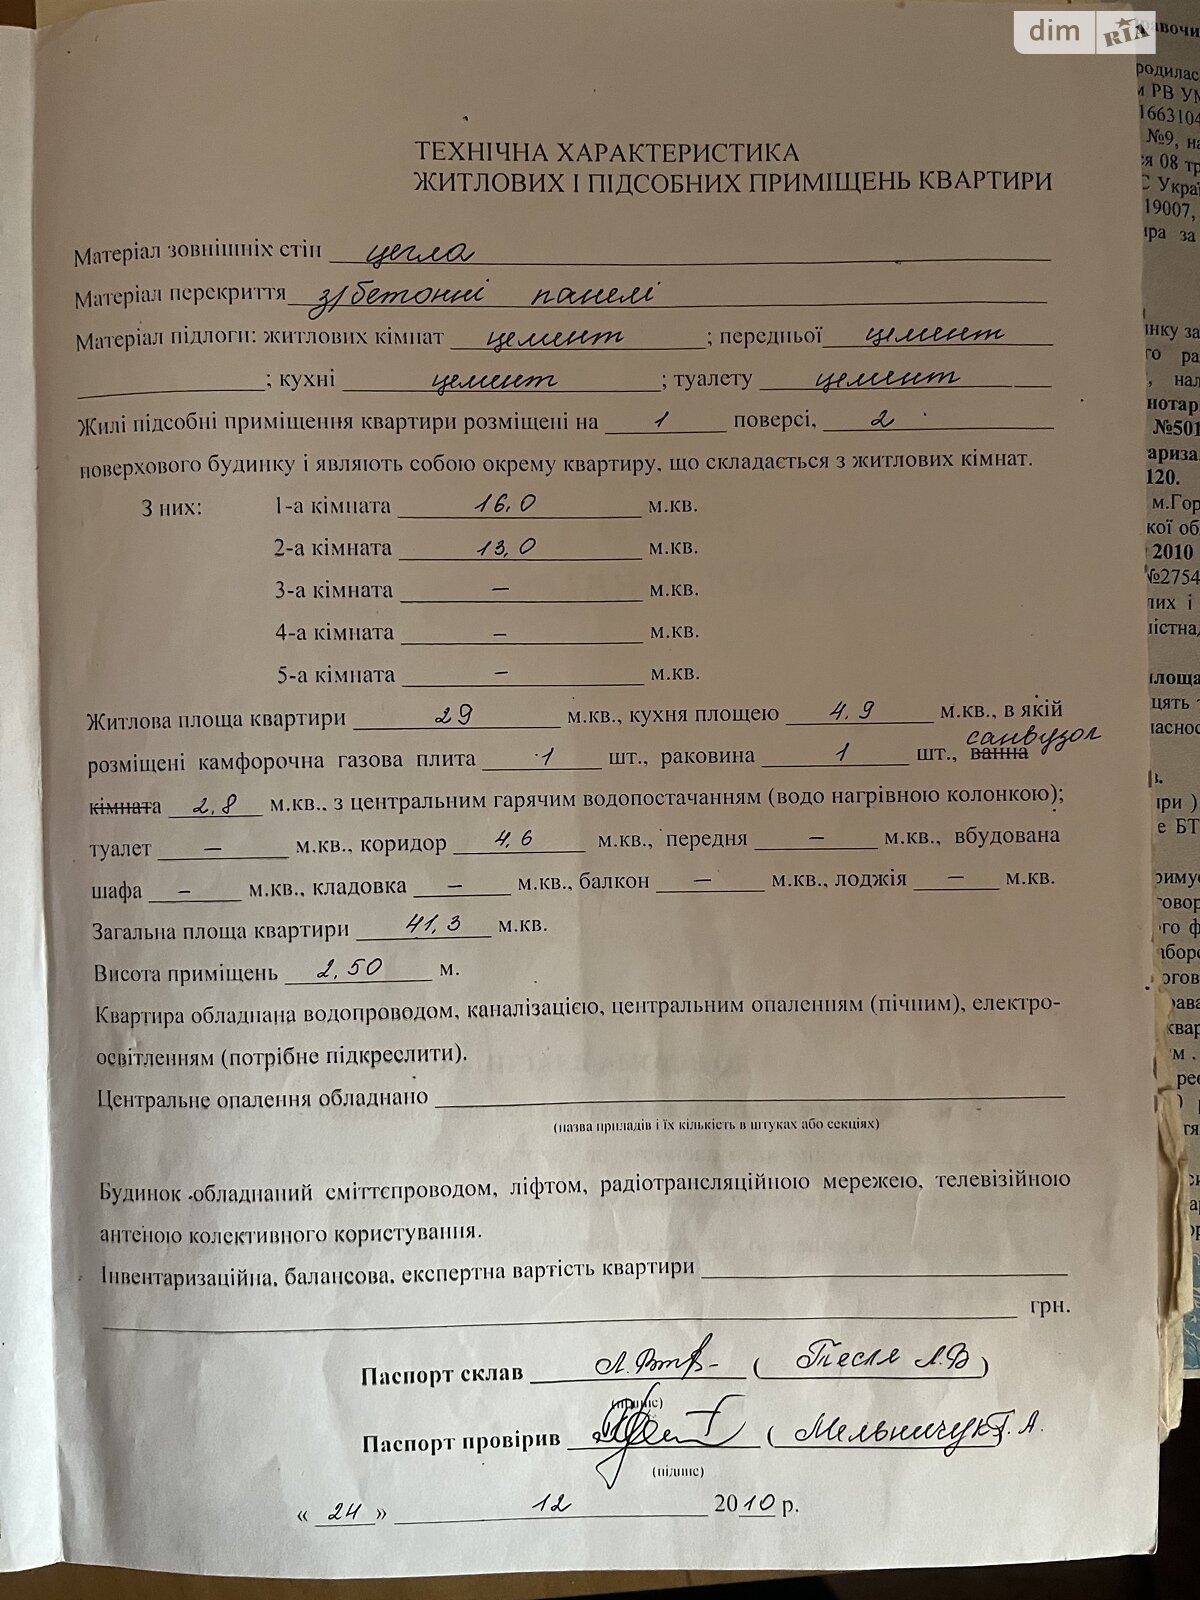 dim RIA
ТЕХНІЧНА ХАРАКТЕРИСТИКА
ЖИТЛОВИХ І ПІДСОБНИХ ПРИМІЩЕНЬ КВАРТИРИ
Матеріал зовнішніх стін цегла
Матеріал перекриття з/бетонні панелі
Матеріал підлоги: житлових кімнат цемент ; передньої цемент
; кухні цемент ; туалету цемент
Жилі підсобні приміщення квартири розміщені на 1 поверсі, 2
поверхового будинку і являють собою окрему квартиру, що складається з житлових кімнат.
З них: 1-а кімната 16,0 м.кв.
2-а кімната 13,0 м.кв.
3-а кімната – м.кв.
4-а кімната – м.кв.
5-а кімната – м.кв.
Житлова площа квартири 29 м.кв., кухня площею 4.9 м.кв., в якій
розміщені камфорочна газова плита 1 шт., раковина 1 шт., ванна санвузол
кімната 2,8 м.кв., з центральним гарячим водопостачанням (водо нагрівною колонкою);
туалет – м.кв., коридор 4,6 м.кв., передня – м.кв., вбудована
шафа – м.кв., кладовка – м.кв., балкон – м.кв., лоджія – м.кв.
Загальна площа квартири 41,3 м.кв.
Висота приміщень 2,50 м.
Квартира обладнана водопроводом, каналізацією, центральним опаленням (пічним), електро-
освітленням (потрібне підкреслити).
Центральне опалення обладнано
(назва приладів і їх кількість в штуках або секціях)
Будинок обладнаний сміттєпроводом, ліфтом, радіотрансляційною мережею, телевізійною
антеною колективного користування.
Інвентаризаційна, балансова, експертна вартість квартири
грн.
Паспорт склав ( Тесля Л.В )
(підпис)
Паспорт провірив ( Мельничук Г. А.
(підпис)
« 24 » 12 2010 р.